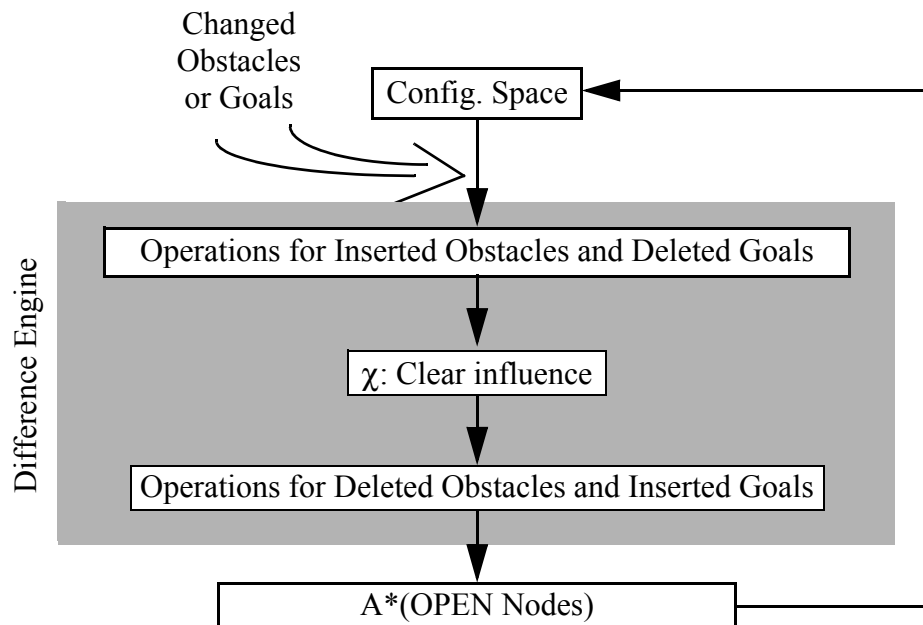 Changed
Obstacles
or Goals
Config. Space
Difference Engine
Operations for Inserted Obstacles and Deleted Goals
χ: Clear influence
Operations for Deleted Obstacles and Inserted Goals
A*(OPEN Nodes)